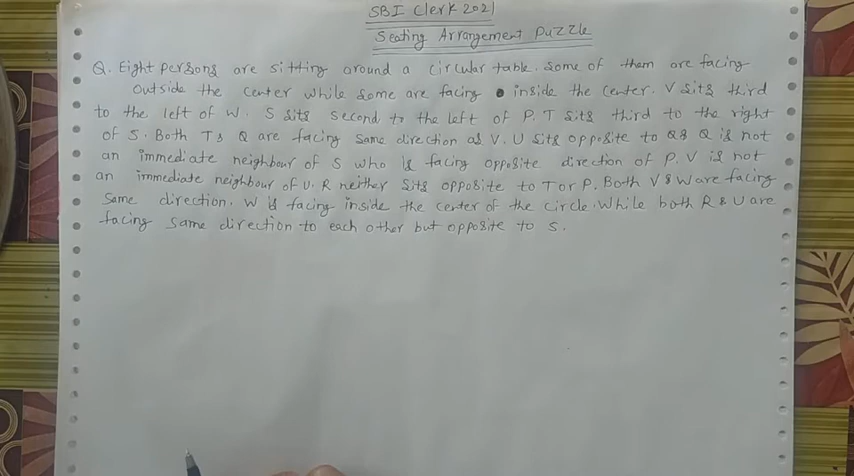 SBI Clerk 2021
Seating Arrangement Puzzle
Q. Eight persons are sitting around a circular table. Some of them are facing
outside the center while some are facing inside the center. V sits third
to the left of W. S sits second to the left of P. T sits third to the right
of S. Both T & Q are facing same direction as V. U sits opposite to Q & Q is not
an immediate neighbour of S who is facing opposite direction of P. V is not
an immediate neighbour of U. R neither sits opposite to T or P. Both V & W are facing
same direction. W is facing inside the center of the circle. While both R & U are
facing same direction to each other but opposite to S.